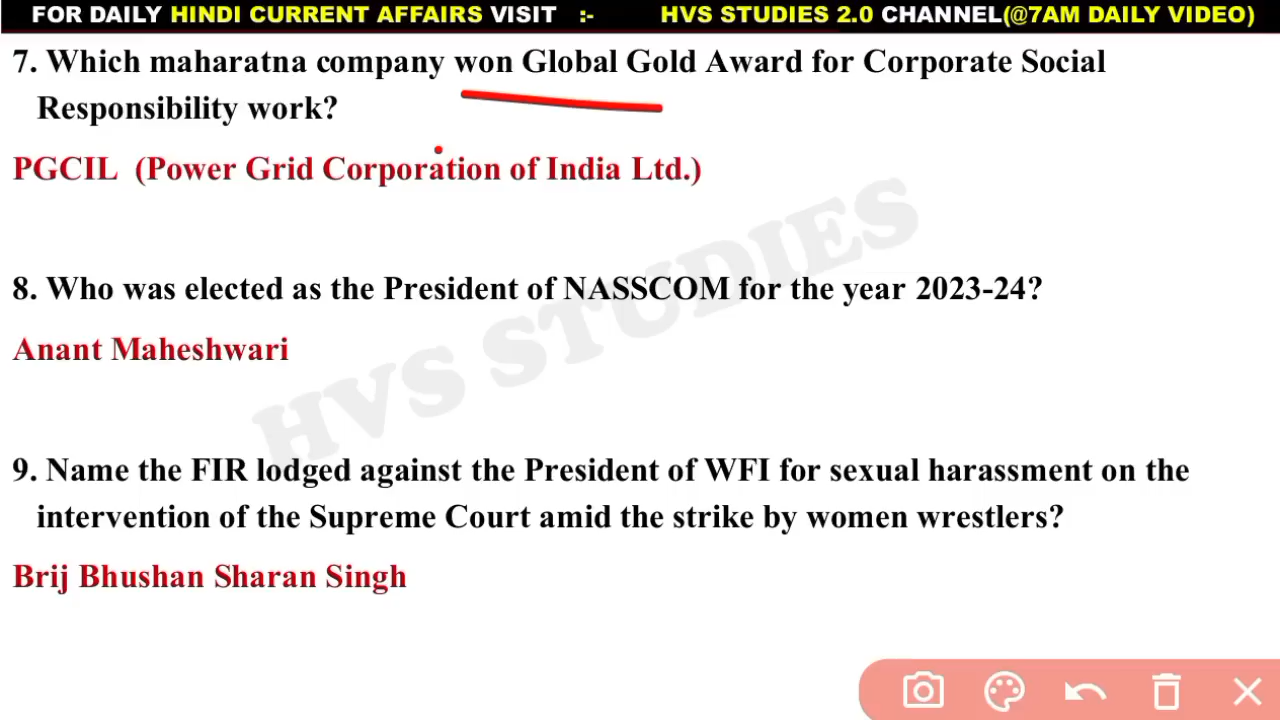 FOR DAILY HINDI CURRENT AFFAIRS VISIT :- HVS STUDIES 2.0 CHANNEL(@7AM DAILY VIDEO)
7. Which maharatna company won Global Gold Award for Corporate Social
Responsibility work?
PGCIL (Power Grid Corporation of India Ltd.)
8. Who was elected as the President of NASSCOM for the year 2023-24?
Anant Maheshwari
9. Name the FIR lodged against the President of WFI for sexual harassment on the
intervention of the Supreme Court amid the strike by women wrestlers?
Brij Bhushan Sharan Singh
HVS STUDIES